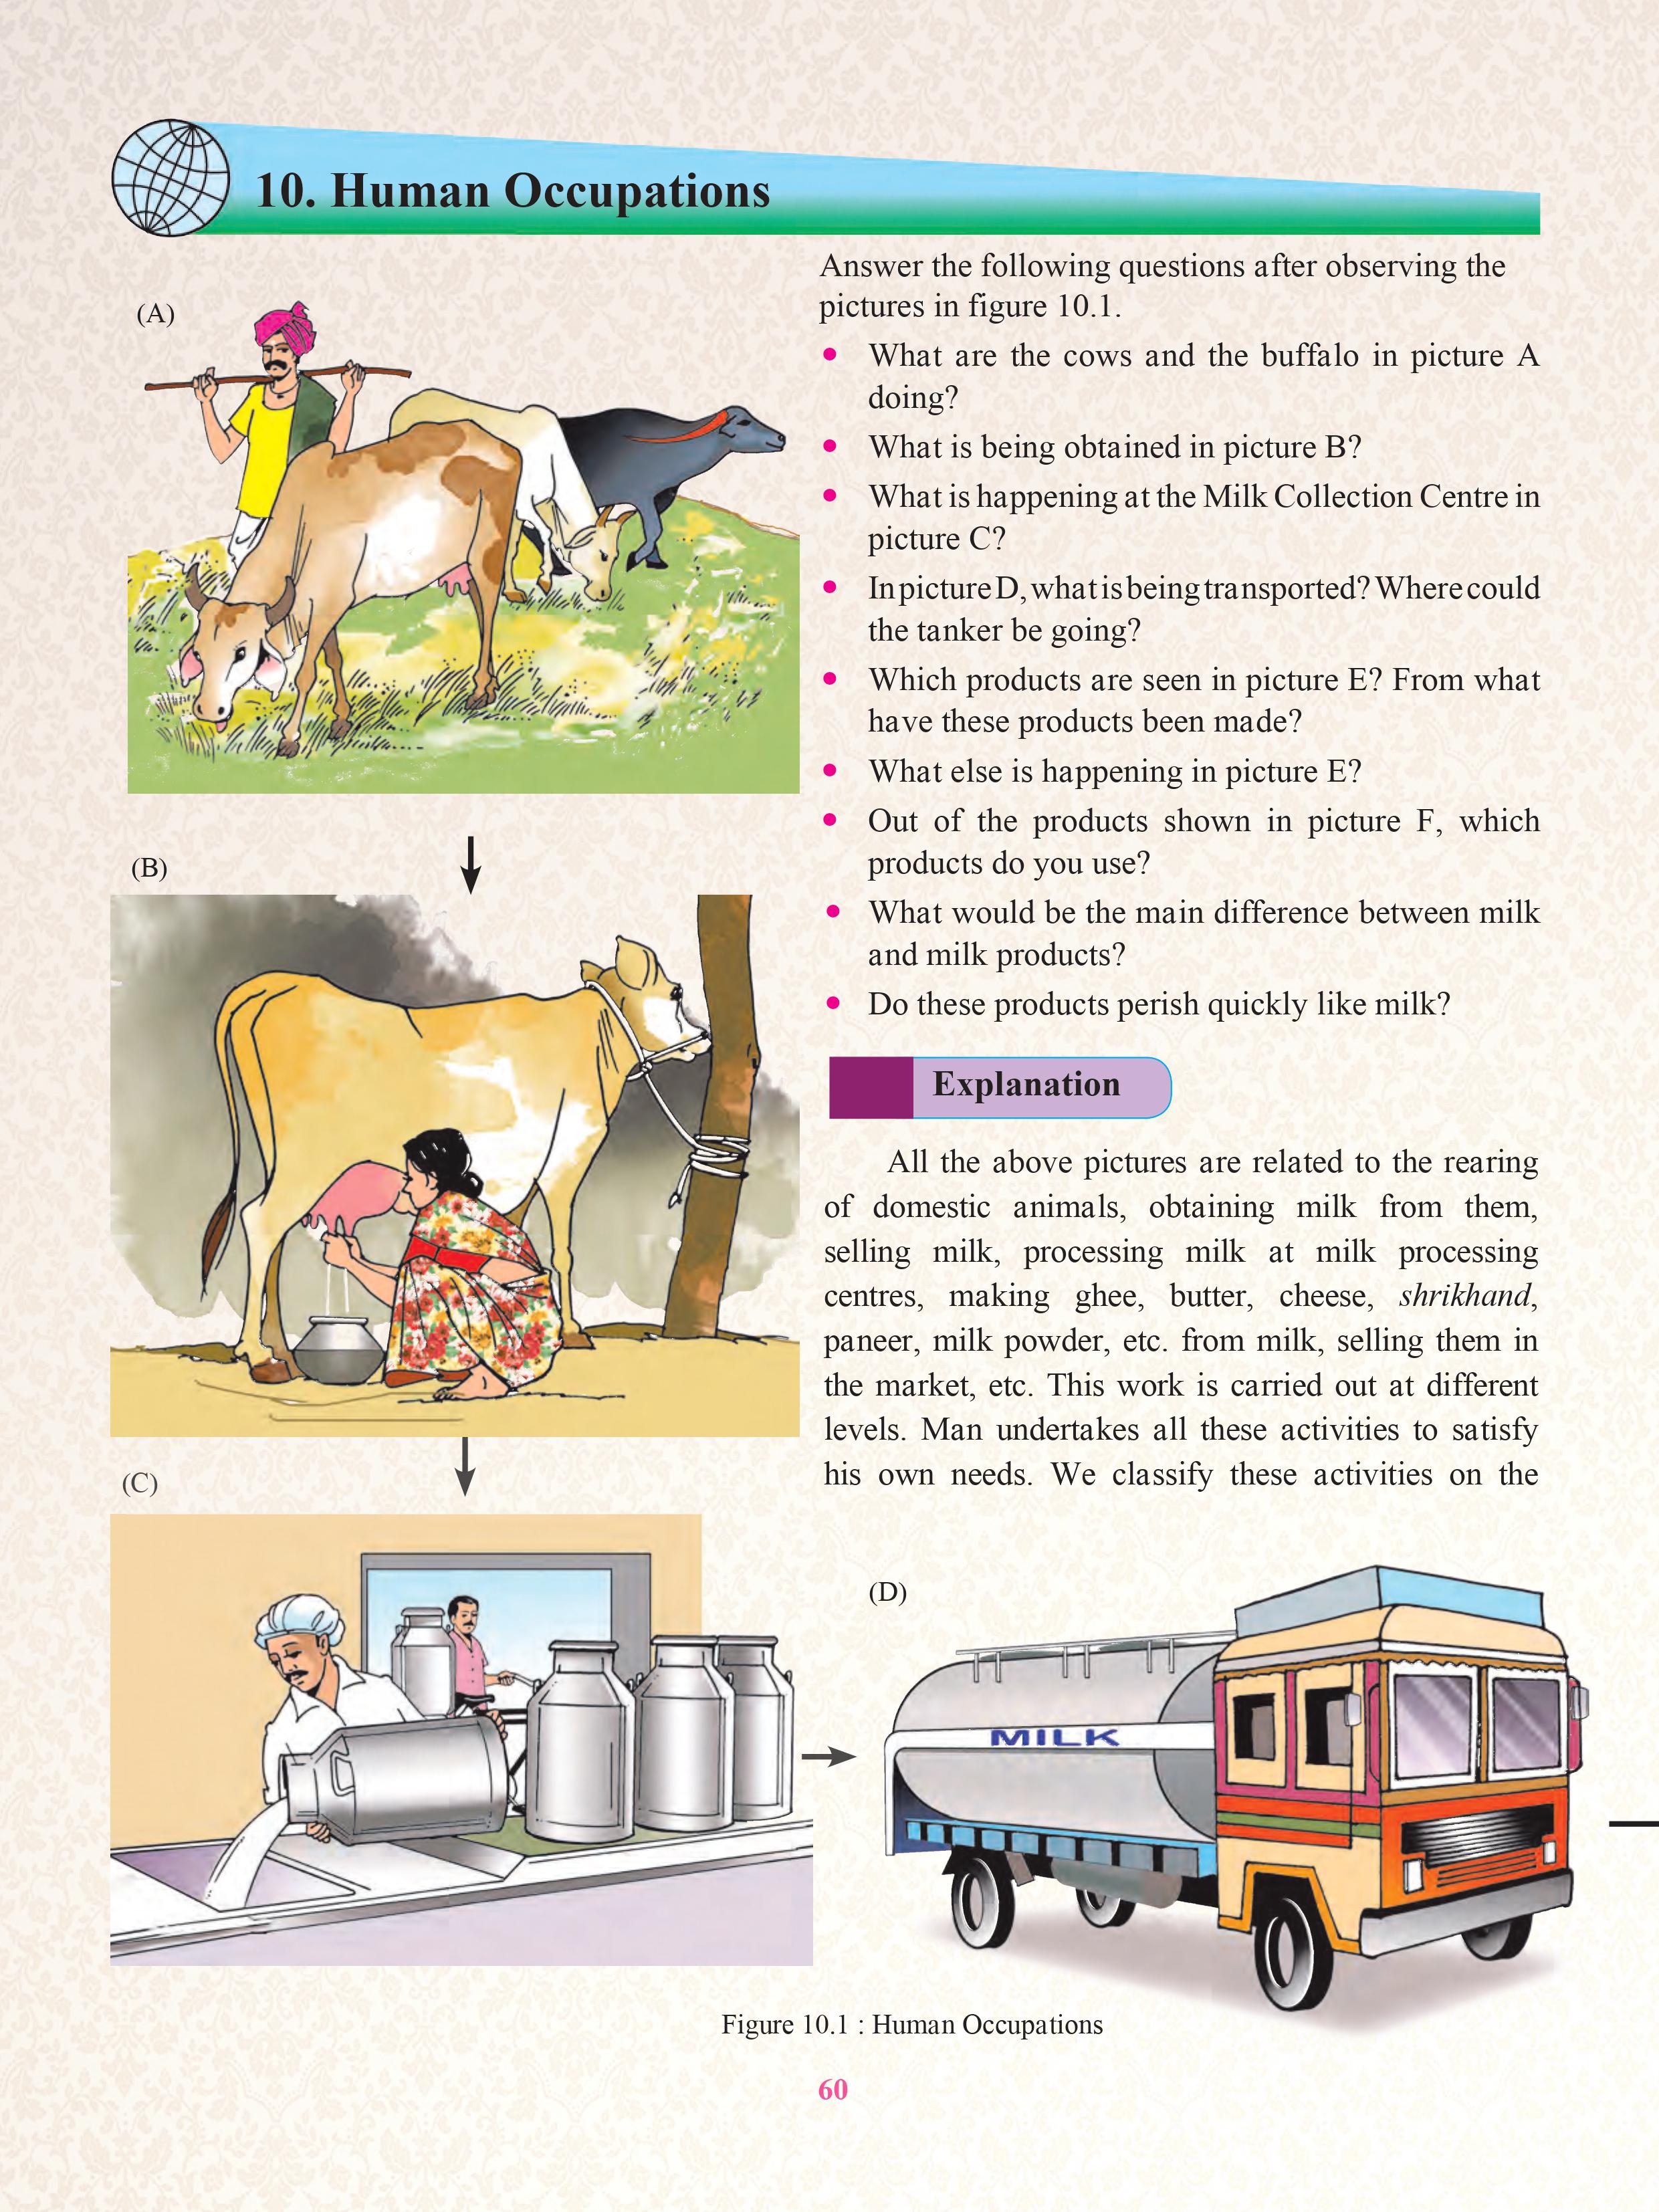 10. Human Occupations
(A)
Answer the following questions after observing the
pictures in figure 10.1.
• What are the cows and the buffalo in picture A
doing?
• What is being obtained in picture B?
• What is happening at the Milk Collection Centre in
picture C?
• In picture D, what is being transported? Where could
the tanker be going?
• Which products are seen in picture E? From what
have these products been made?
• What else is happening in picture E?
• Out of the products shown in picture F, which
products do you use?
• What would be the main difference between milk
and milk products?
• Do these products perish quickly like milk?
(B)
Explanation
All the above pictures are related to the rearing
of domestic animals, obtaining milk from them,
selling milk, processing milk at milk processing
centres, making ghee, butter, cheese, shrikhand,
paneer, milk powder, etc. from milk, selling them in
the market, etc. This work is carried out at different
levels. Man undertakes all these activities to satisfy
his own needs. We classify these activities on the
(C)
(D)
MILK
Figure 10.1 : Human Occupations
60